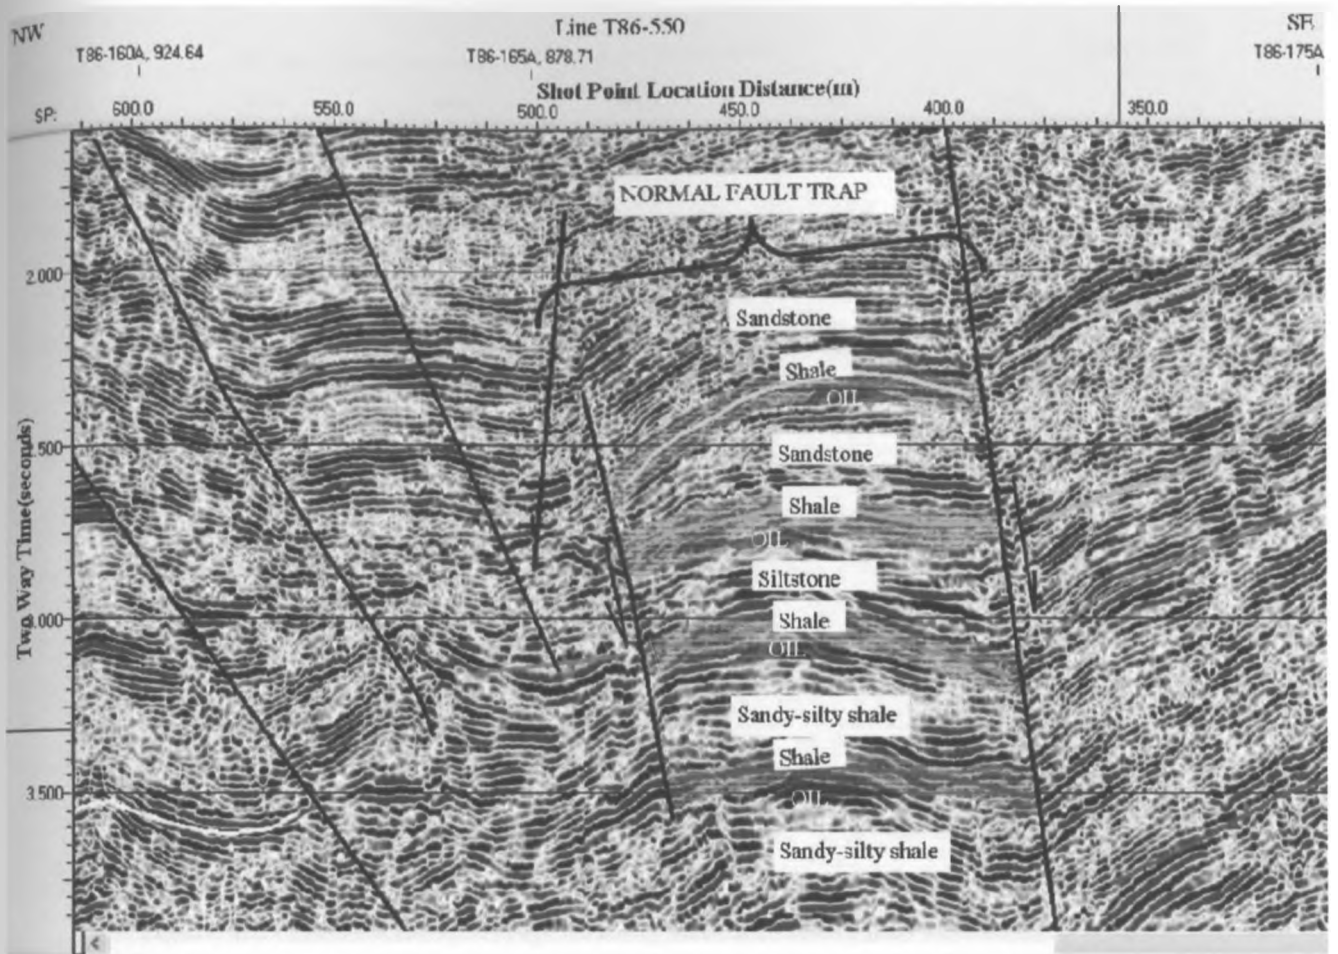 NW
Line T86-550
SE
T86-160A, 924.64
T86-165A, 878.71
T86-175A
Shot Point Location Distance(m)
SP:
600.0
550.0
500.0
450.0
400.0
350.0
NORMAL FAULT TRAP
2.000
Sandstone
Shale
OIL
.500
Sandstone
Shale
OIL
Siltstone
.000
Shale
OIL
Sandy-silty shale
Shale
3.500
OIL
Sandy-silty shale
Two Way Time(seconds)
<